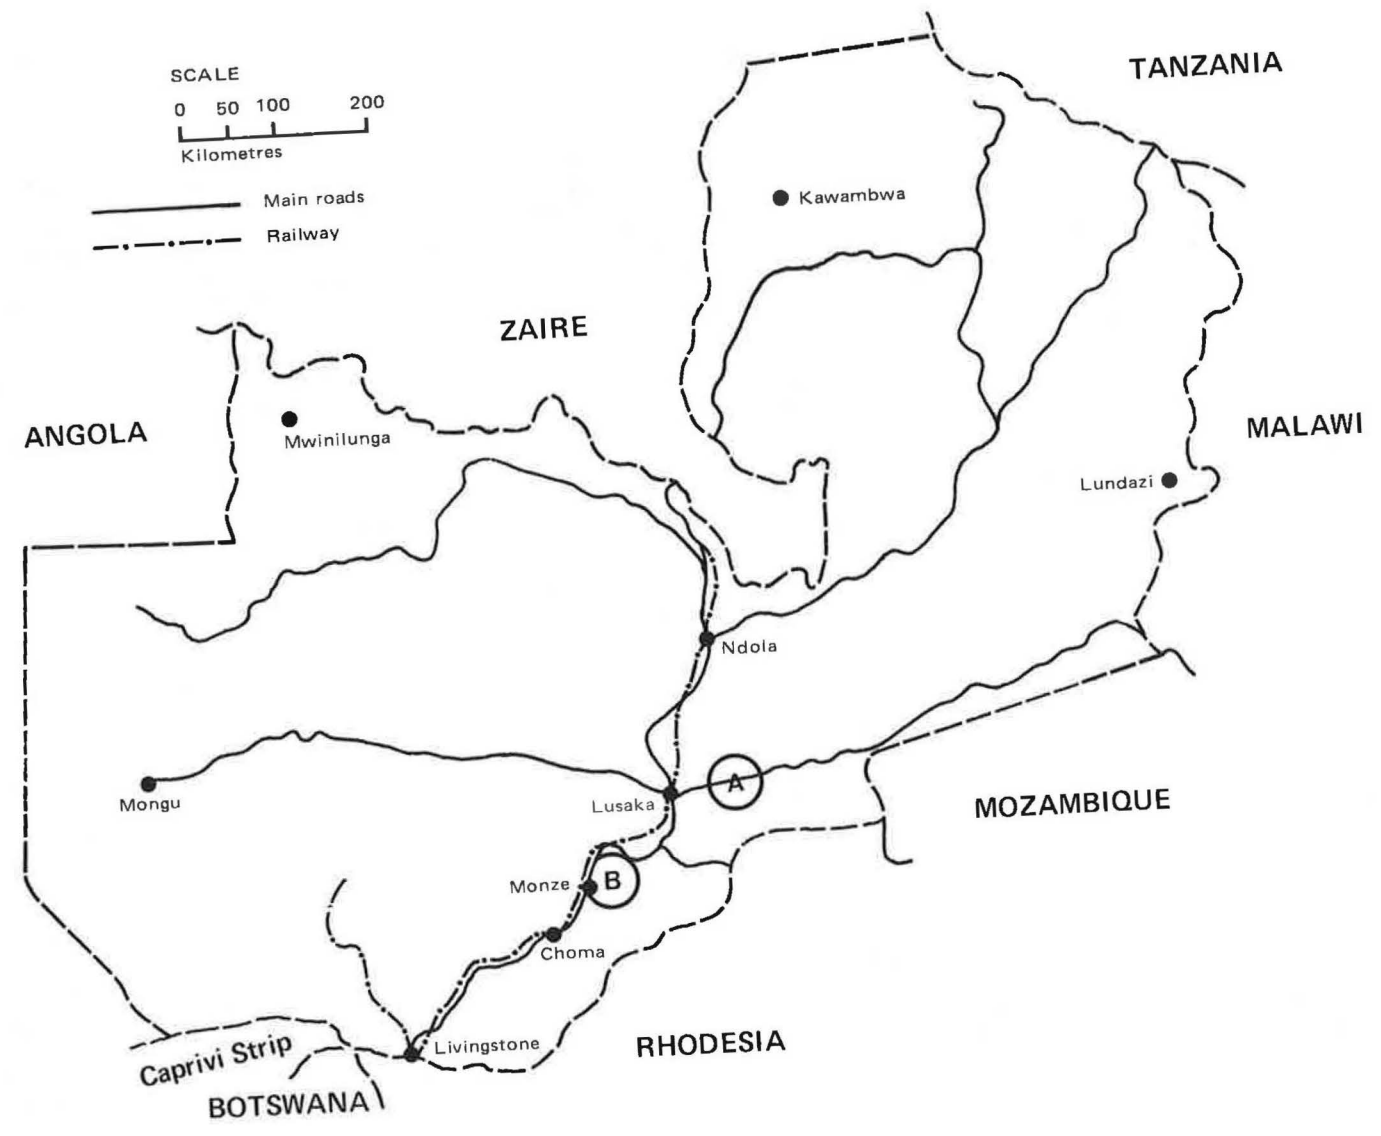 SCALE
0 50 100 200
Kilometres
Main roads
Railway
TANZANIA
Kawambwa
ZAIRE
ANGOLA
Mwinilunga
MALAWI
Lundazi
Ndola
A
Lusaka
Mongu
MOZAMBIQUE
Monze
B
Choma
Livingstone
RHODESIA
Caprivi Strip
BOTSWANA